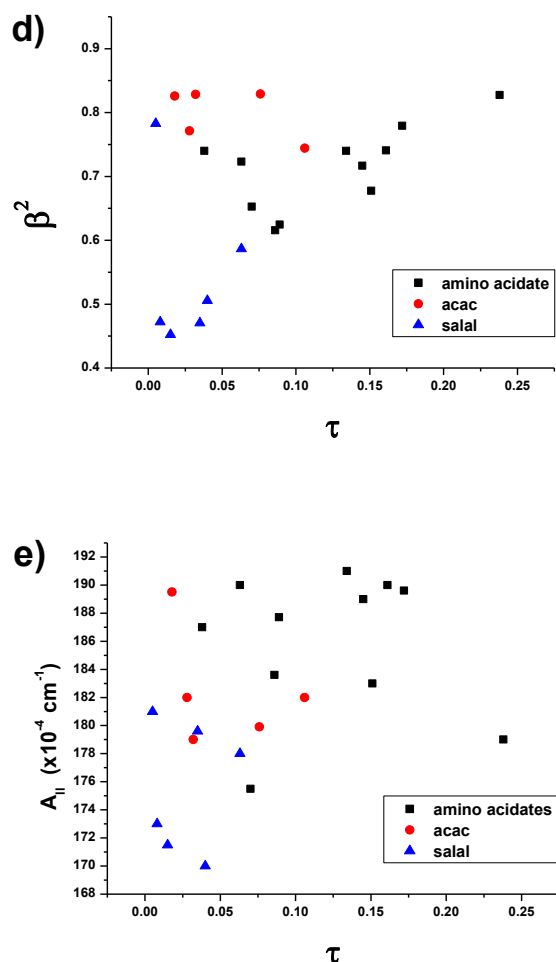 d)
β²
0.9
0.8
0.7
0.6
0.5
0.4
0.00 0.05 0.10 0.15 0.20 0.25
τ
amino acidate
acac
salal
e)
A_II (x10⁻⁴ cm⁻¹)
192
190
188
186
184
182
180
178
176
174
172
170
168
0.00 0.05 0.10 0.15 0.20 0.25
τ
amino acidates
acac
salal